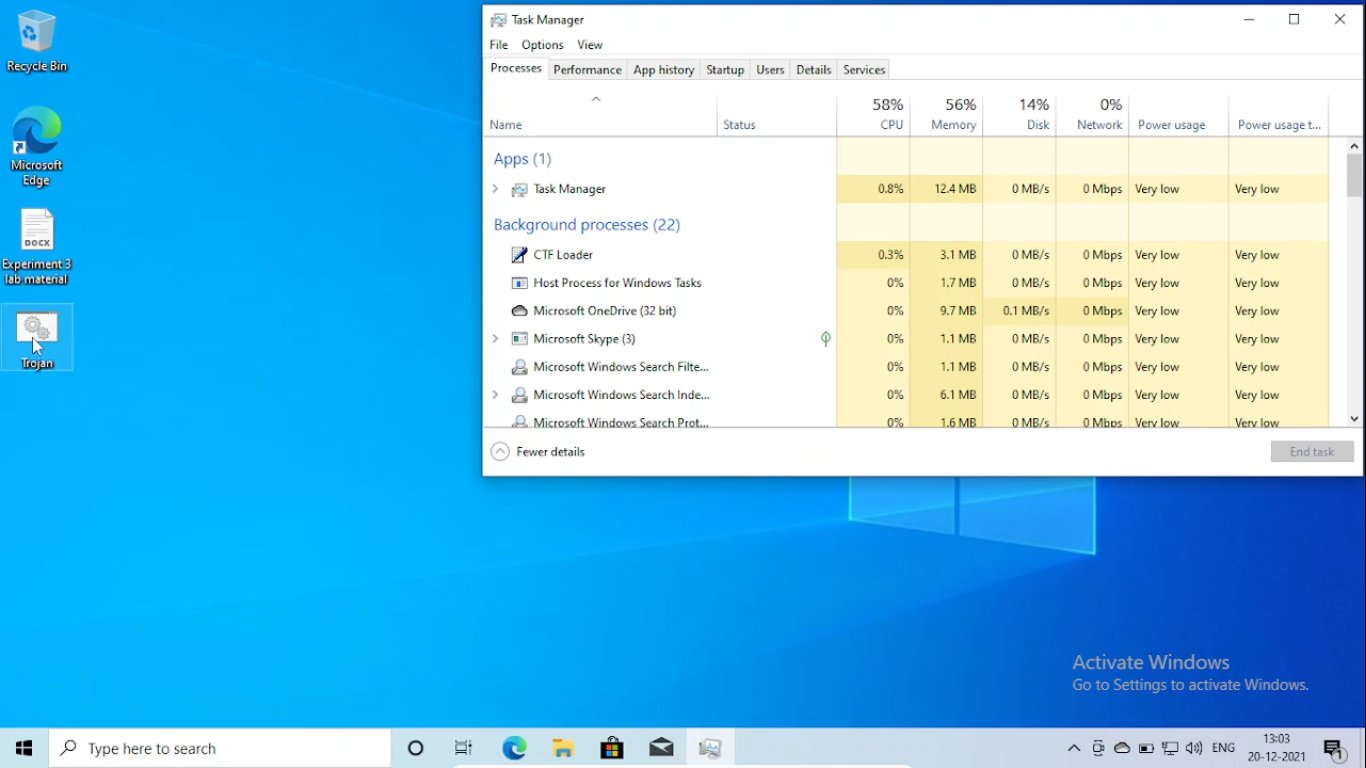 Recycle Bin
Microsoft
Edge
DOCX
Experiment 3
lab material
Trojan
Task Manager
File Options View
Processes Performance App history Startup Users Details Services
58% 56% 14% 0%
Name Status CPU Memory Disk Network Power usage Power usage t...
Apps (1)
Task Manager 0.8% 12.4 MB 0 MB/s 0 Mbps Very low Very low
Background processes (22)
CTF Loader 0.3% 3.1 MB 0 MB/s 0 Mbps Very low Very low
Host Process for Windows Tasks 0% 1.7 MB 0 MB/s 0 Mbps Very low Very low
Microsoft OneDrive (32 bit) 0% 9.7 MB 0.1 MB/s 0 Mbps Very low Very low
Microsoft Skype (3) 0% 1.1 MB 0 MB/s 0 Mbps Very low Very low
Microsoft Windows Search Filte... 0% 1.1 MB 0 MB/s 0 Mbps Very low Very low
Microsoft Windows Search Inde... 0% 6.1 MB 0 MB/s 0 Mbps Very low Very low
Microsoft Windows Search Prot... 0% 1.6 MB 0 MB/s 0 Mbps Very low Very low
Fewer details End task
Activate Windows
Go to Settings to activate Windows.
Type here to search
ENG
13:03
20-12-2021
1